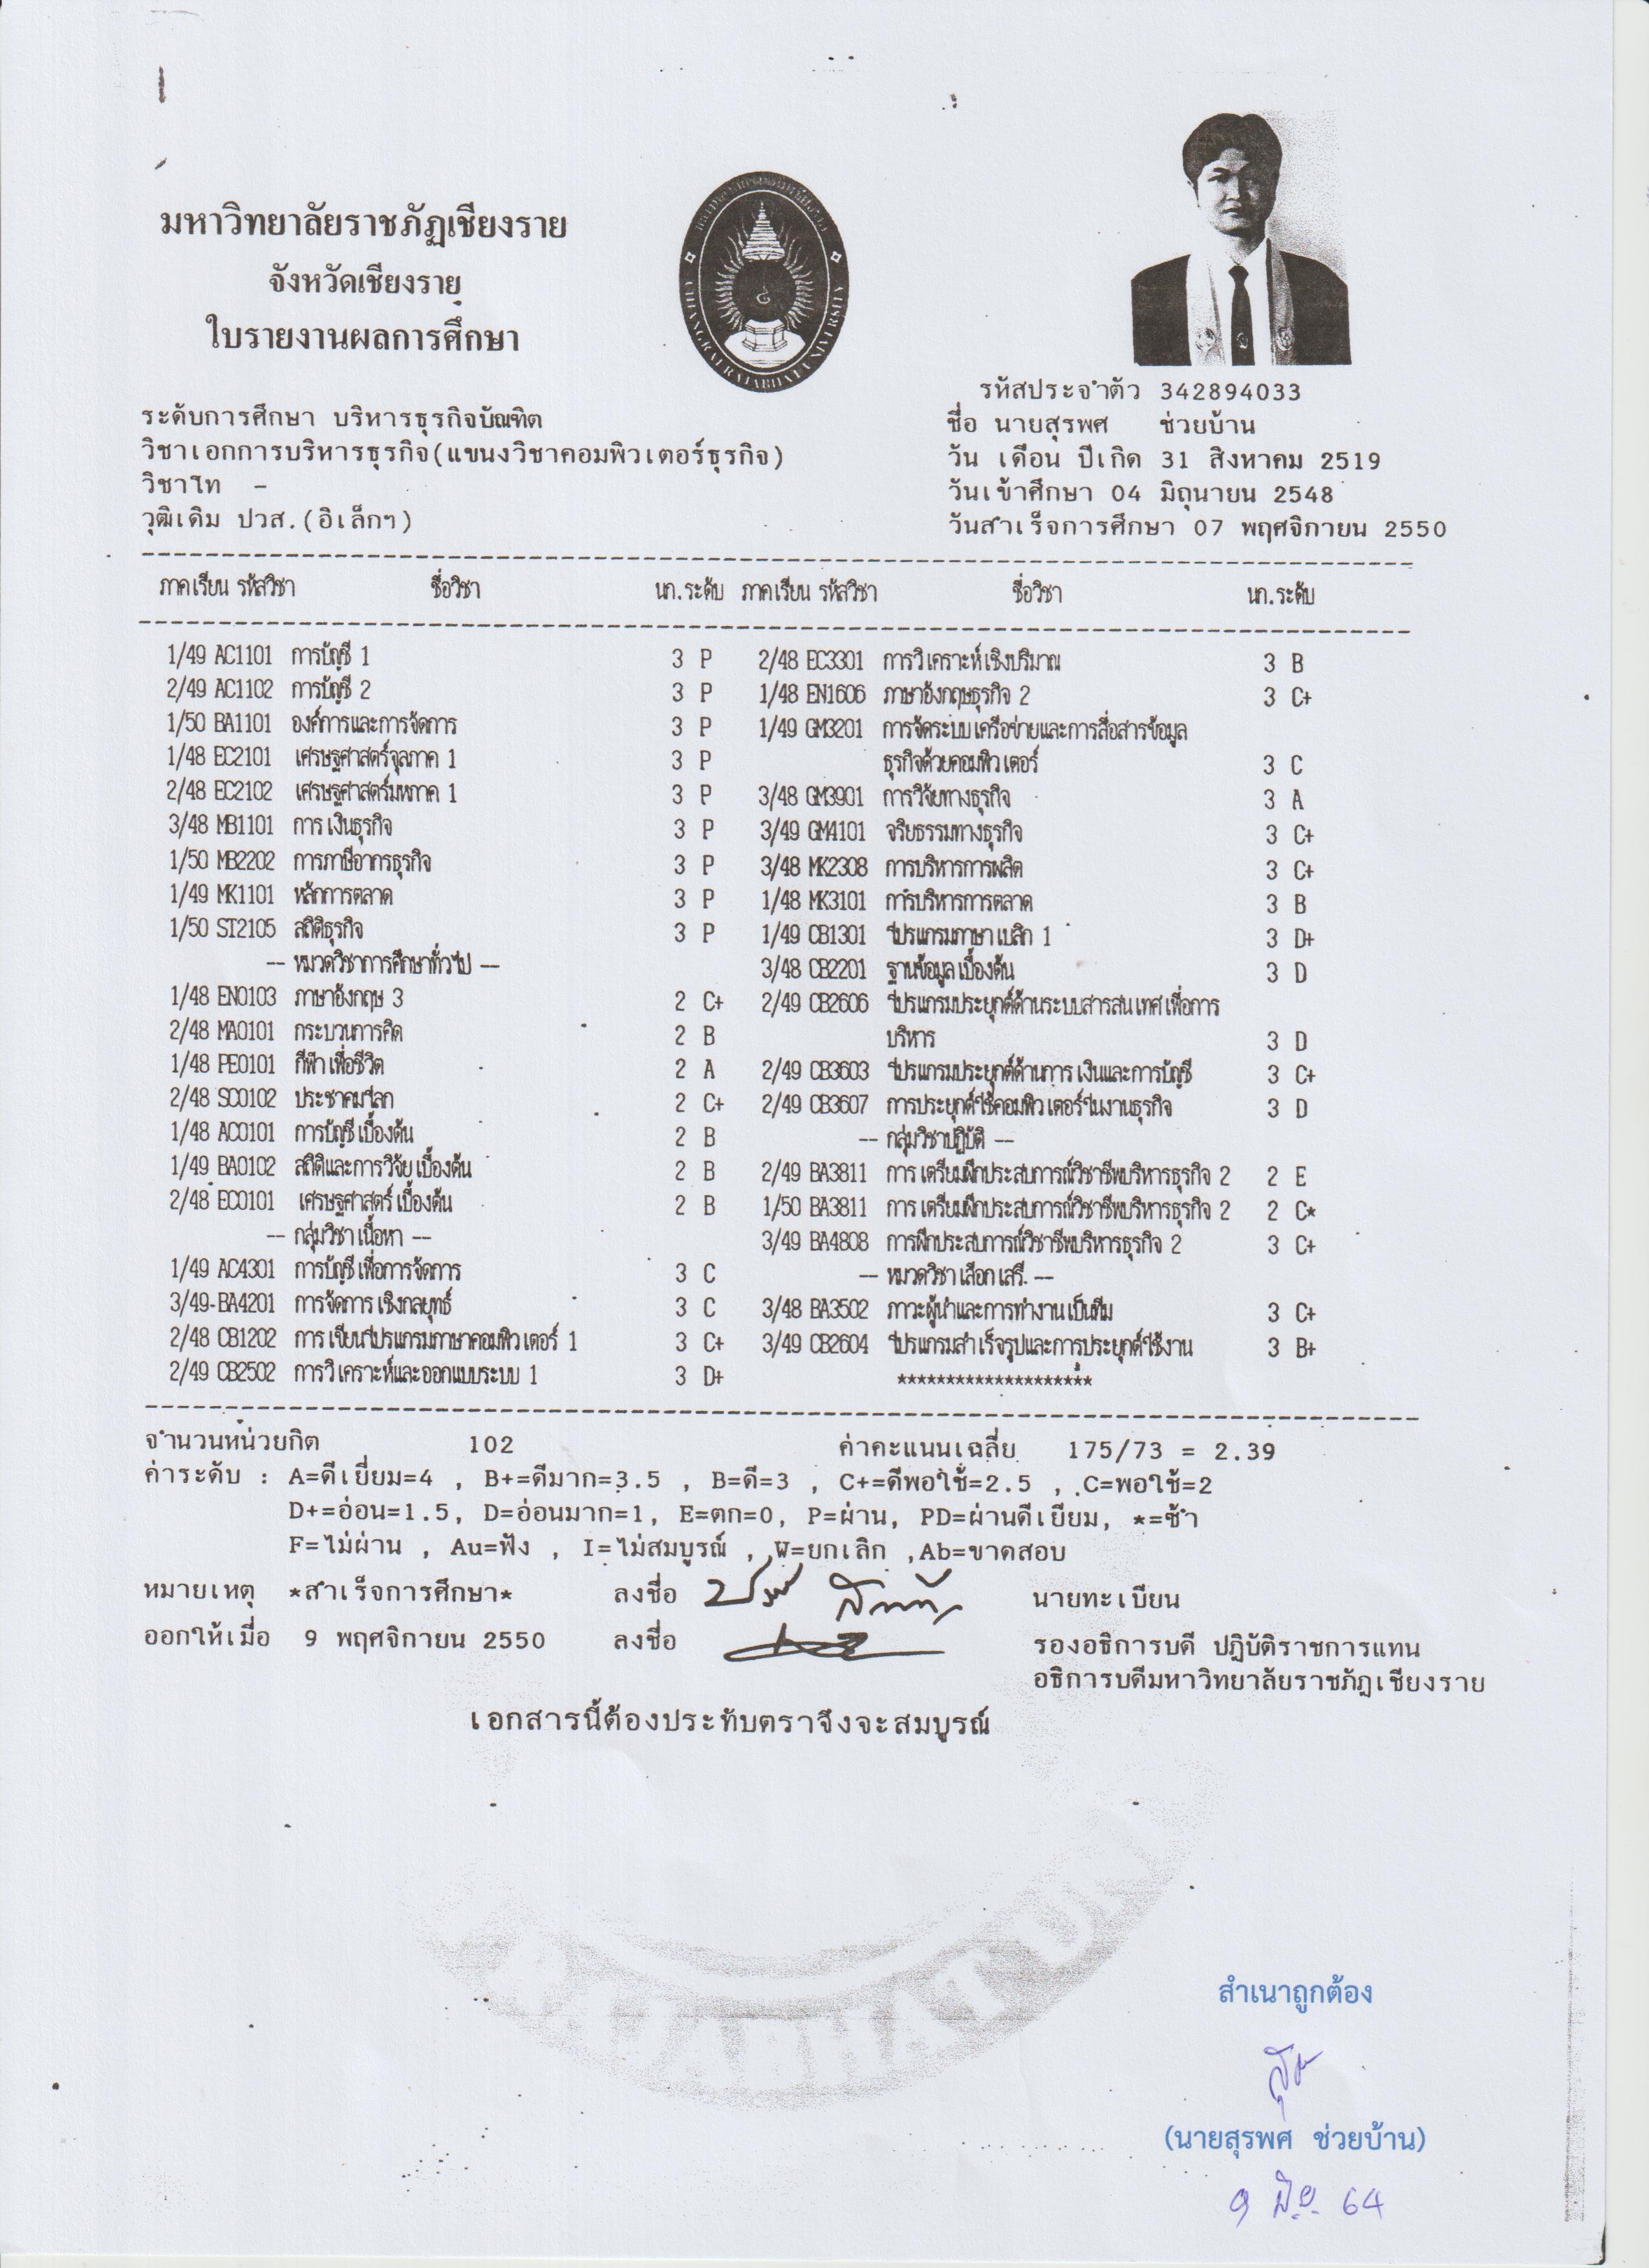 มหาวิทยาลัยราชภัฏเชียงราย
จังหวัดเชียงราย
ใบรายงานผลการศึกษา
CHIANGRAI RAJABHAT UNIVERSITY
รหัสประจำตัว 342894033
ระดับการศึกษา บริหารธุรกิจบัณฑิต
ชื่อ นายสุรพศ ช่วยบ้าน
วิชาเอกการบริหารธุรกิจ(แขนงวิชาคอมพิวเตอร์ธุรกิจ)
วัน เดือน ปีเกิด 31 สิงหาคม 2519
วิชาโท -
วันเข้าศึกษา 04 มิถุนายน 2548
วุฒิเดิม ปวส.(อิเล็กฯ)
วันสำเร็จการศึกษา 07 พฤศจิกายน 2550
ภาคเรียน รหัสวิชา ชื่อวิชา นก. ระดับ ภาคเรียน รหัสวิชา ชื่อวิชา นก. ระดับ
1/49 AC1101 การบัญชี 1 3 P
2/49 AC1102 การบัญชี 2 3 P
1/50 BA1101 องค์การและการจัดการ 3 P
1/48 EC2101 เศรษฐศาสตร์จุลภาค 1 3 P
2/48 EC2102 เศรษฐศาสตร์มหภาค 1 3 P
3/48 MB1101 การเงินธุรกิจ 3 P
1/50 MB2202 การภาษีอากรธุรกิจ 3 P
1/49 MK1101 หลักการตลาด 3 P
1/50 ST2105 สถิติธุรกิจ 3 P
-- หมวดวิชาการศึกษาทั่วไป --
1/48 EN0103 ภาษาอังกฤษ 3 2 C+
2/48 MA0101 กระบวนการคิด 2 B
1/48 PE0101 กีฬาเพื่อชีวิต 2 A
2/48 SO0102 ประชาคมโลก 2 C+
1/48 AC0101 การบัญชีเบื้องต้น 2 B
1/49 BA0102 สถิติและการวิจัยเบื้องต้น 2 B
2/48 EC0101 เศรษฐศาสตร์เบื้องต้น 2 B
-- กลุ่มวิชาเนื้อหา --
1/49 AC4301 การบัญชีเพื่อการจัดการ 3 C
3/49 BA4201 การจัดการเชิงกลยุทธ์ 3 C
2/48 CB1202 การเขียนโปรแกรมภาษาคอมพิวเตอร์ 1 3 C+
2/49 CB2502 การวิเคราะห์และออกแบบระบบ 1 3 D+
2/48 EC3301 การวิเคราะห์เชิงปริมาณ 3 B
1/48 EN1606 ภาษาอังกฤษธุรกิจ 2 3 C+
1/49 GM3201 การจัดระบบเครือข่ายและการสื่อสารข้อมูล
ธุรกิจด้วยคอมพิวเตอร์ 3 C
3/48 GM3901 การวิจัยทางธุรกิจ 3 A
3/49 GM4101 จริยธรรมทางธุรกิจ 3 C+
3/48 MK2308 การบริหารการผลิต 3 C+
1/48 MK3101 การบริหารการตลาด 3 B
1/49 CB1301 โปรแกรมภาษาเบสิก 1 3 D+
3/48 CB2201 ฐานข้อมูลเบื้องต้น 3 D
2/49 CB2606 โปรแกรมประยุกต์ด้านระบบสารสนเทศเพื่อการ
บริหาร 3 D
2/49 CB3603 โปรแกรมประยุกต์ด้านการเงินและการบัญชี 3 C+
2/49 CB3607 การประยุกต์ใช้คอมพิวเตอร์ในงานธุรกิจ 3 D
-- กลุ่มวิชาปฏิบัติ --
2/49 BA3811 การเตรียมฝึกประสบการณ์วิชาชีพบริหารธุรกิจ 2 2 E
1/50 BA3811 การเตรียมฝึกประสบการณ์วิชาชีพบริหารธุรกิจ 2 2 C*
3/49 BA4808 การฝึกประสบการณ์วิชาชีพบริหารธุรกิจ 2 3 C+
-- หมวดวิชาเลือกเสรี --
3/48 BA3502 ภาวะผู้นำและการทำงานเป็นทีม 3 C+
3/49 CB2604 โปรแกรมสำเร็จรูปและการประยุกต์ใช้งาน 3 B+
********************
จำนวนหน่วยกิต 102 ค่าคะแนนเฉลี่ย 175/73 = 2.39
ค่าระดับ : A=ดีเยี่ยม=4 , B+=ดีมาก=3.5 , B=ดี=3 , C+=ดีพอใช้=2.5 , C=พอใช้=2
D+=อ่อน=1.5, D=อ่อนมาก=1, E=ตก=0, P=ผ่าน, PD=ผ่านดีเยี่ยม, *=ซ้ำ
F=ไม่ผ่าน , Au=ฟัง , I=ไม่สมบูรณ์ , W=ยกเลิก ,Ab=ขาดสอบ
หมายเหตุ *สำเร็จการศึกษา* ลงชื่อ นายทะเบียน
ออกให้เมื่อ 9 พฤศจิกายน 2550 ลงชื่อ รองอธิการบดี ปฏิบัติราชการแทน
อธิการบดีมหาวิทยาลัยราชภัฏเชียงราย
เอกสารนี้ต้องประทับตราจึงจะสมบูรณ์
RAJABHAT UNI
สำเนาถูกต้อง
(นายสุรพศ ช่วยบ้าน)
9 มิย. 64